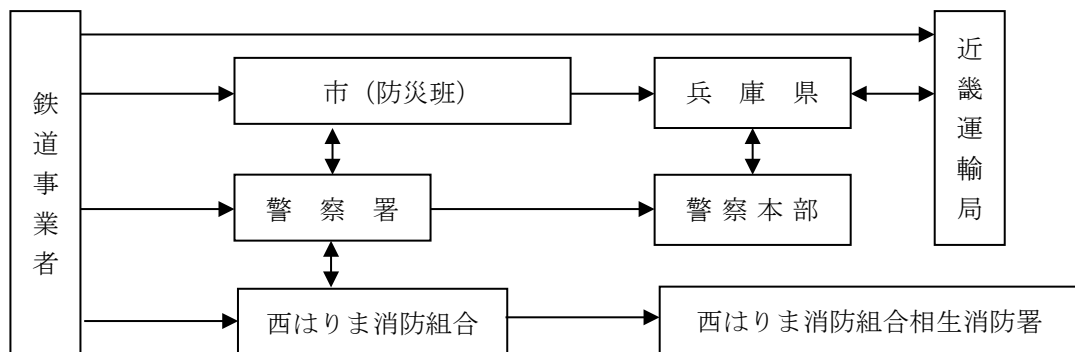 鉄道事業者
市（防災班）
兵庫県
近畿運輸局
警察署
警察本部
西はりま消防組合
西はりま消防組合相生消防署